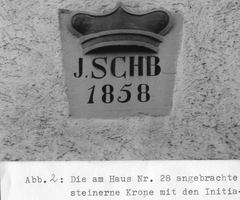 J. SCHB
1858
Abb. 2: Die am Haus Nr. 28 angebrachte
steinerne Krone mit den Initia-